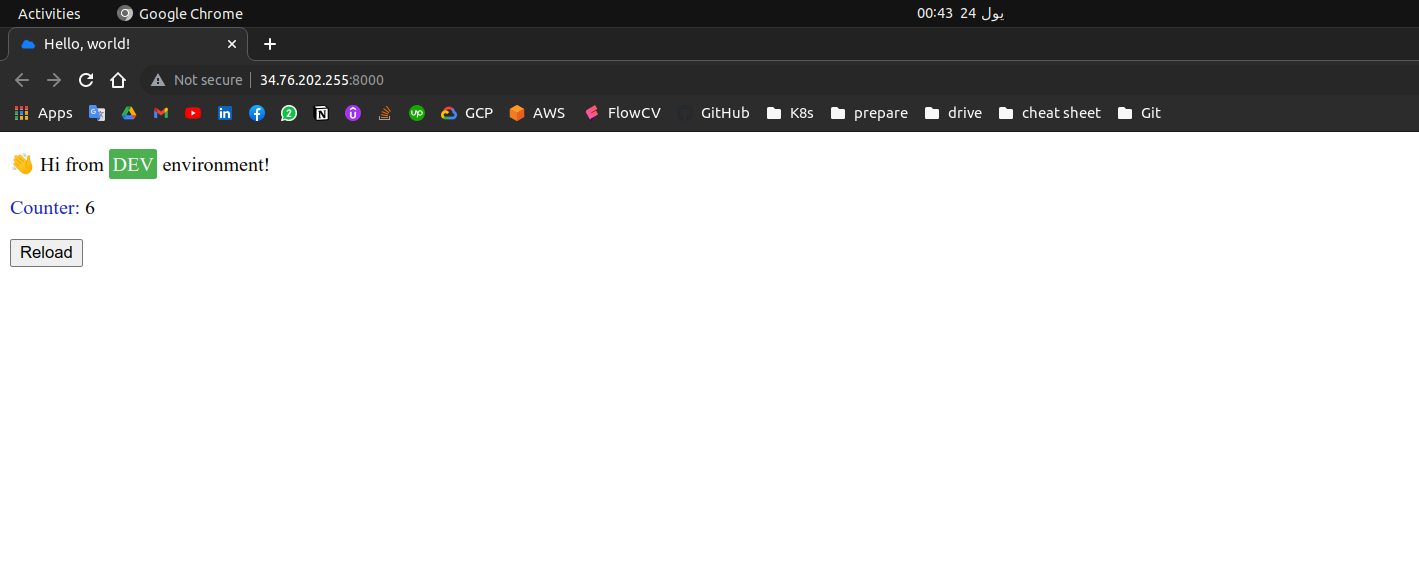 Activities Google Chrome 00:43 24 يول
Hello, world!
Not secure 34.76.202.255:8000
Apps GCP AWS FlowCV GitHub K8s prepare drive cheat sheet Git
👋 Hi from DEV environment!
Counter: 6
Reload